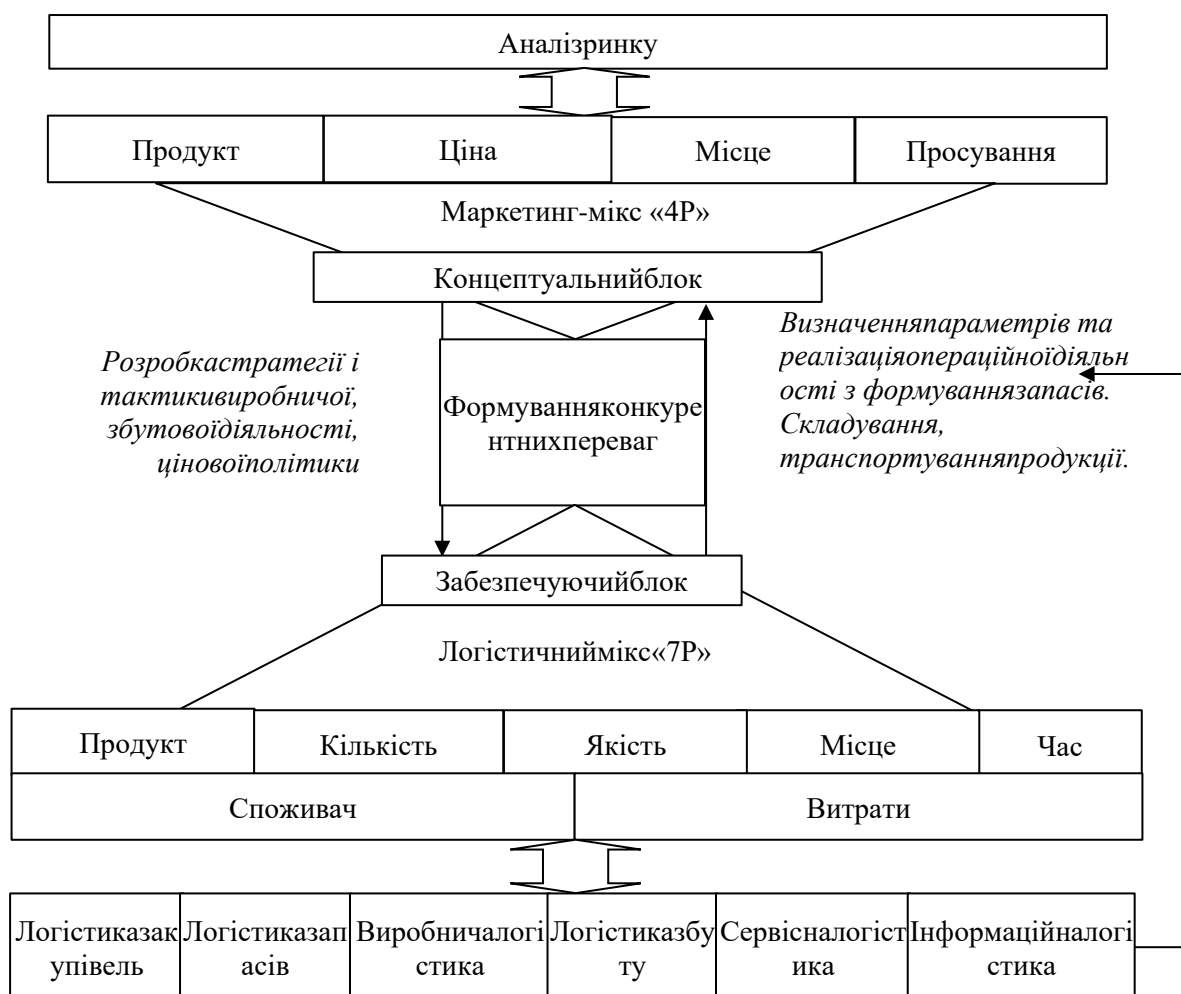 Аналізринку
Продукт Ціна Місце Просування
Маркетинг-мікс «4Р»
Концептуальнийблок
Розробкастратегії і
тактикивиробничої,
збутовоїдіяльності,
ціновоїполітики
Формуванняконкуре
нтнихпереваг
Визначенняпараметрів та
реалізаціяопераційноїдіяльн
ості з формуваннязапасів.
Складування,
транспортуванняпродукції.
Забезпечуючийблок
Логістичниймікс«7Р»
Продукт Кількість Якість Місце Час
Споживач Витрати
Логістиказак
упівель
Логістиказап
асів
Виробничалогі
стика
Логістиказбу
ту
Сервісналогіст
ика
Інформаційналогі
стика